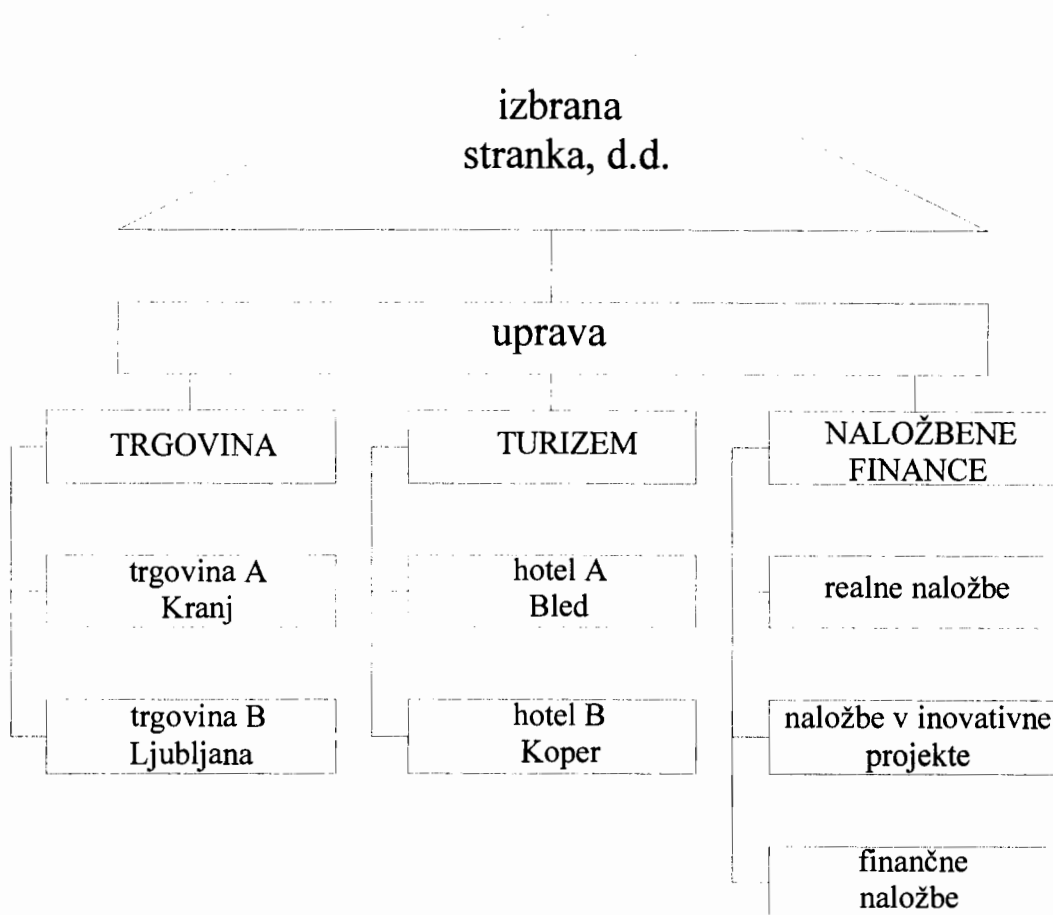 izbrana
stranka, d.d.
uprava
TRGOVINA
TURIZEM
NALOŽBENE
FINANCE
trgovina A
Kranj
hotel A
Bled
realne naložbe
trgovina B
Ljubljana
hotel B
Koper
naložbe v inovativne
projekte
finančne
naložbe